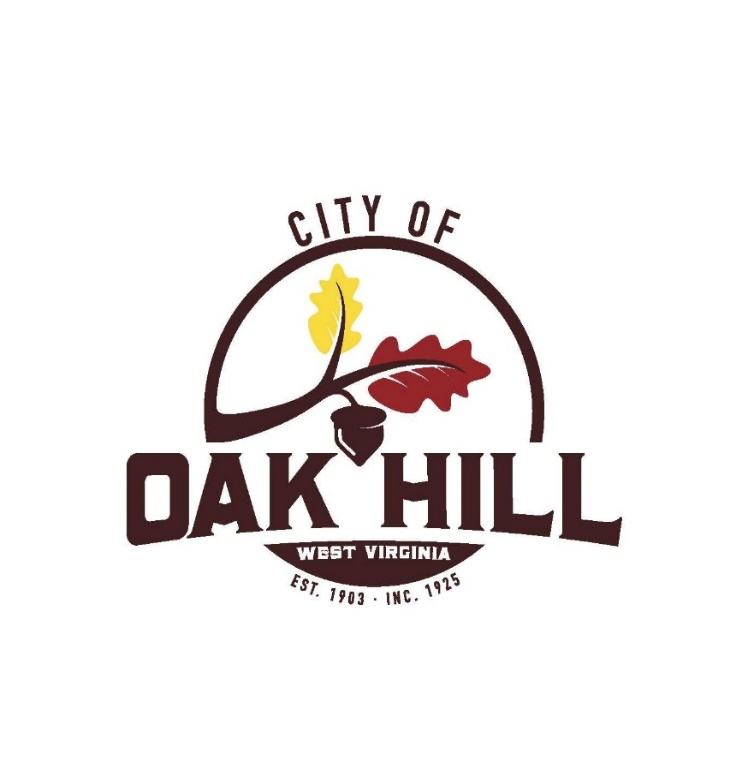 CITY OF
OAK HILL
WEST VIRGINIA
EST. 1903 · INC. 1925